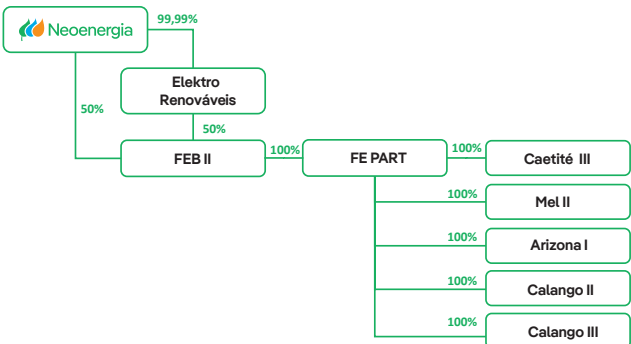 Neoenergia
99,99%
Elektro
Renováveis
50%
50%
FEB II
100%
FE PART
100%
Caetité III
100%
Mel II
100%
Arizona I
100%
Calango II
100%
Calango III